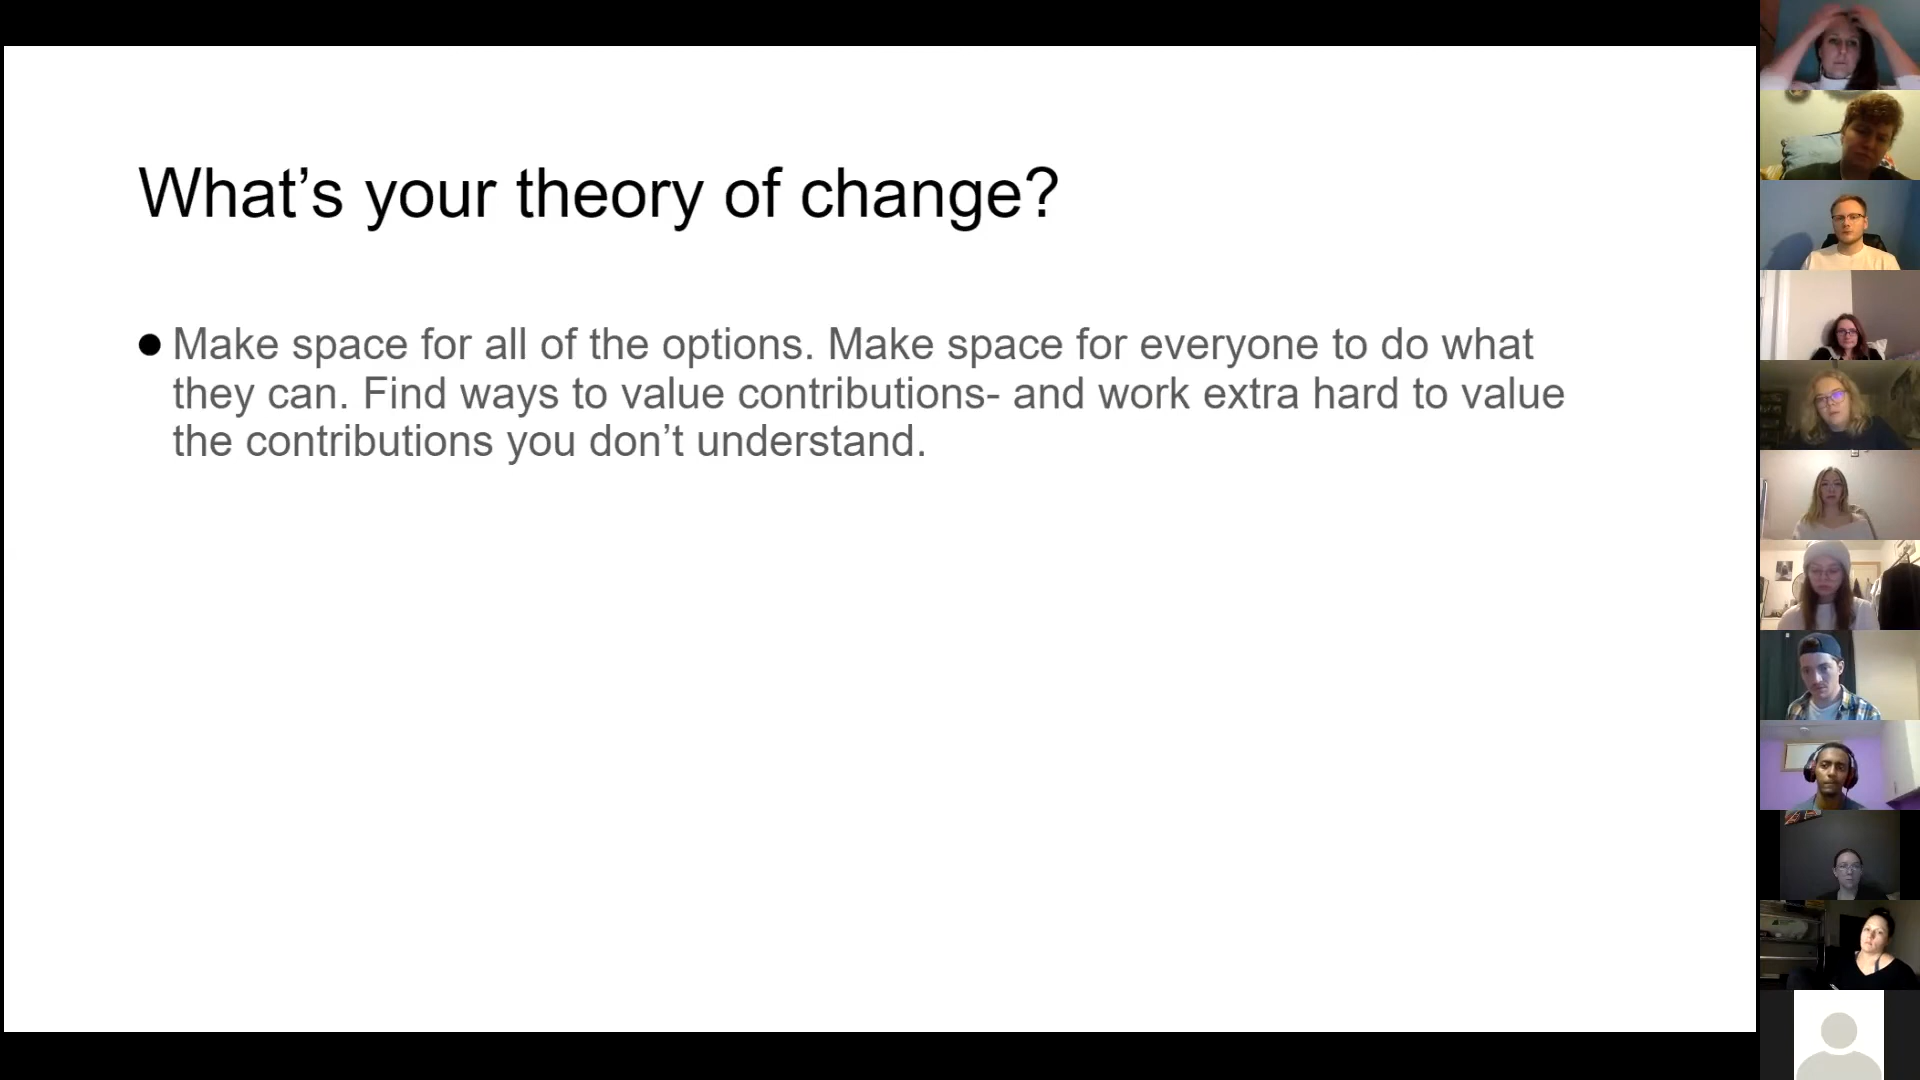 What’s your theory of change?
● Make space for all of the options. Make space for everyone to do what
they can. Find ways to value contributions- and work extra hard to value
the contributions you don’t understand.